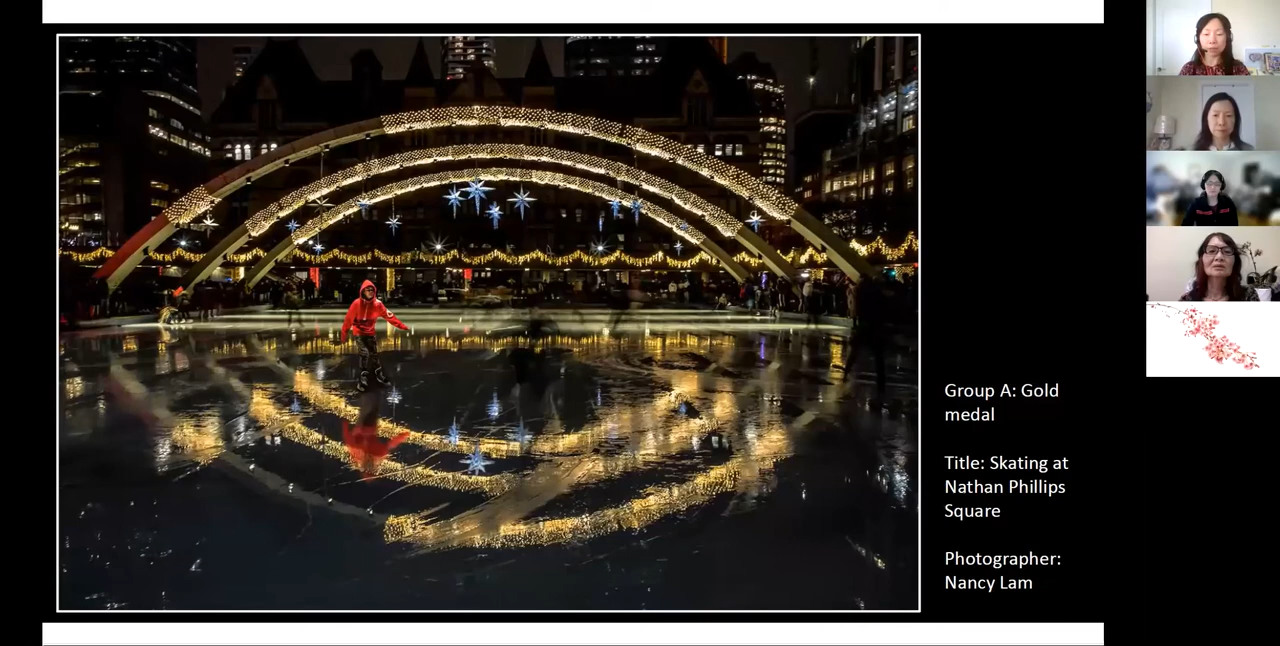 Group A: Gold
medal
Title: Skating at
Nathan Phillips
Square
Photographer:
Nancy Lam